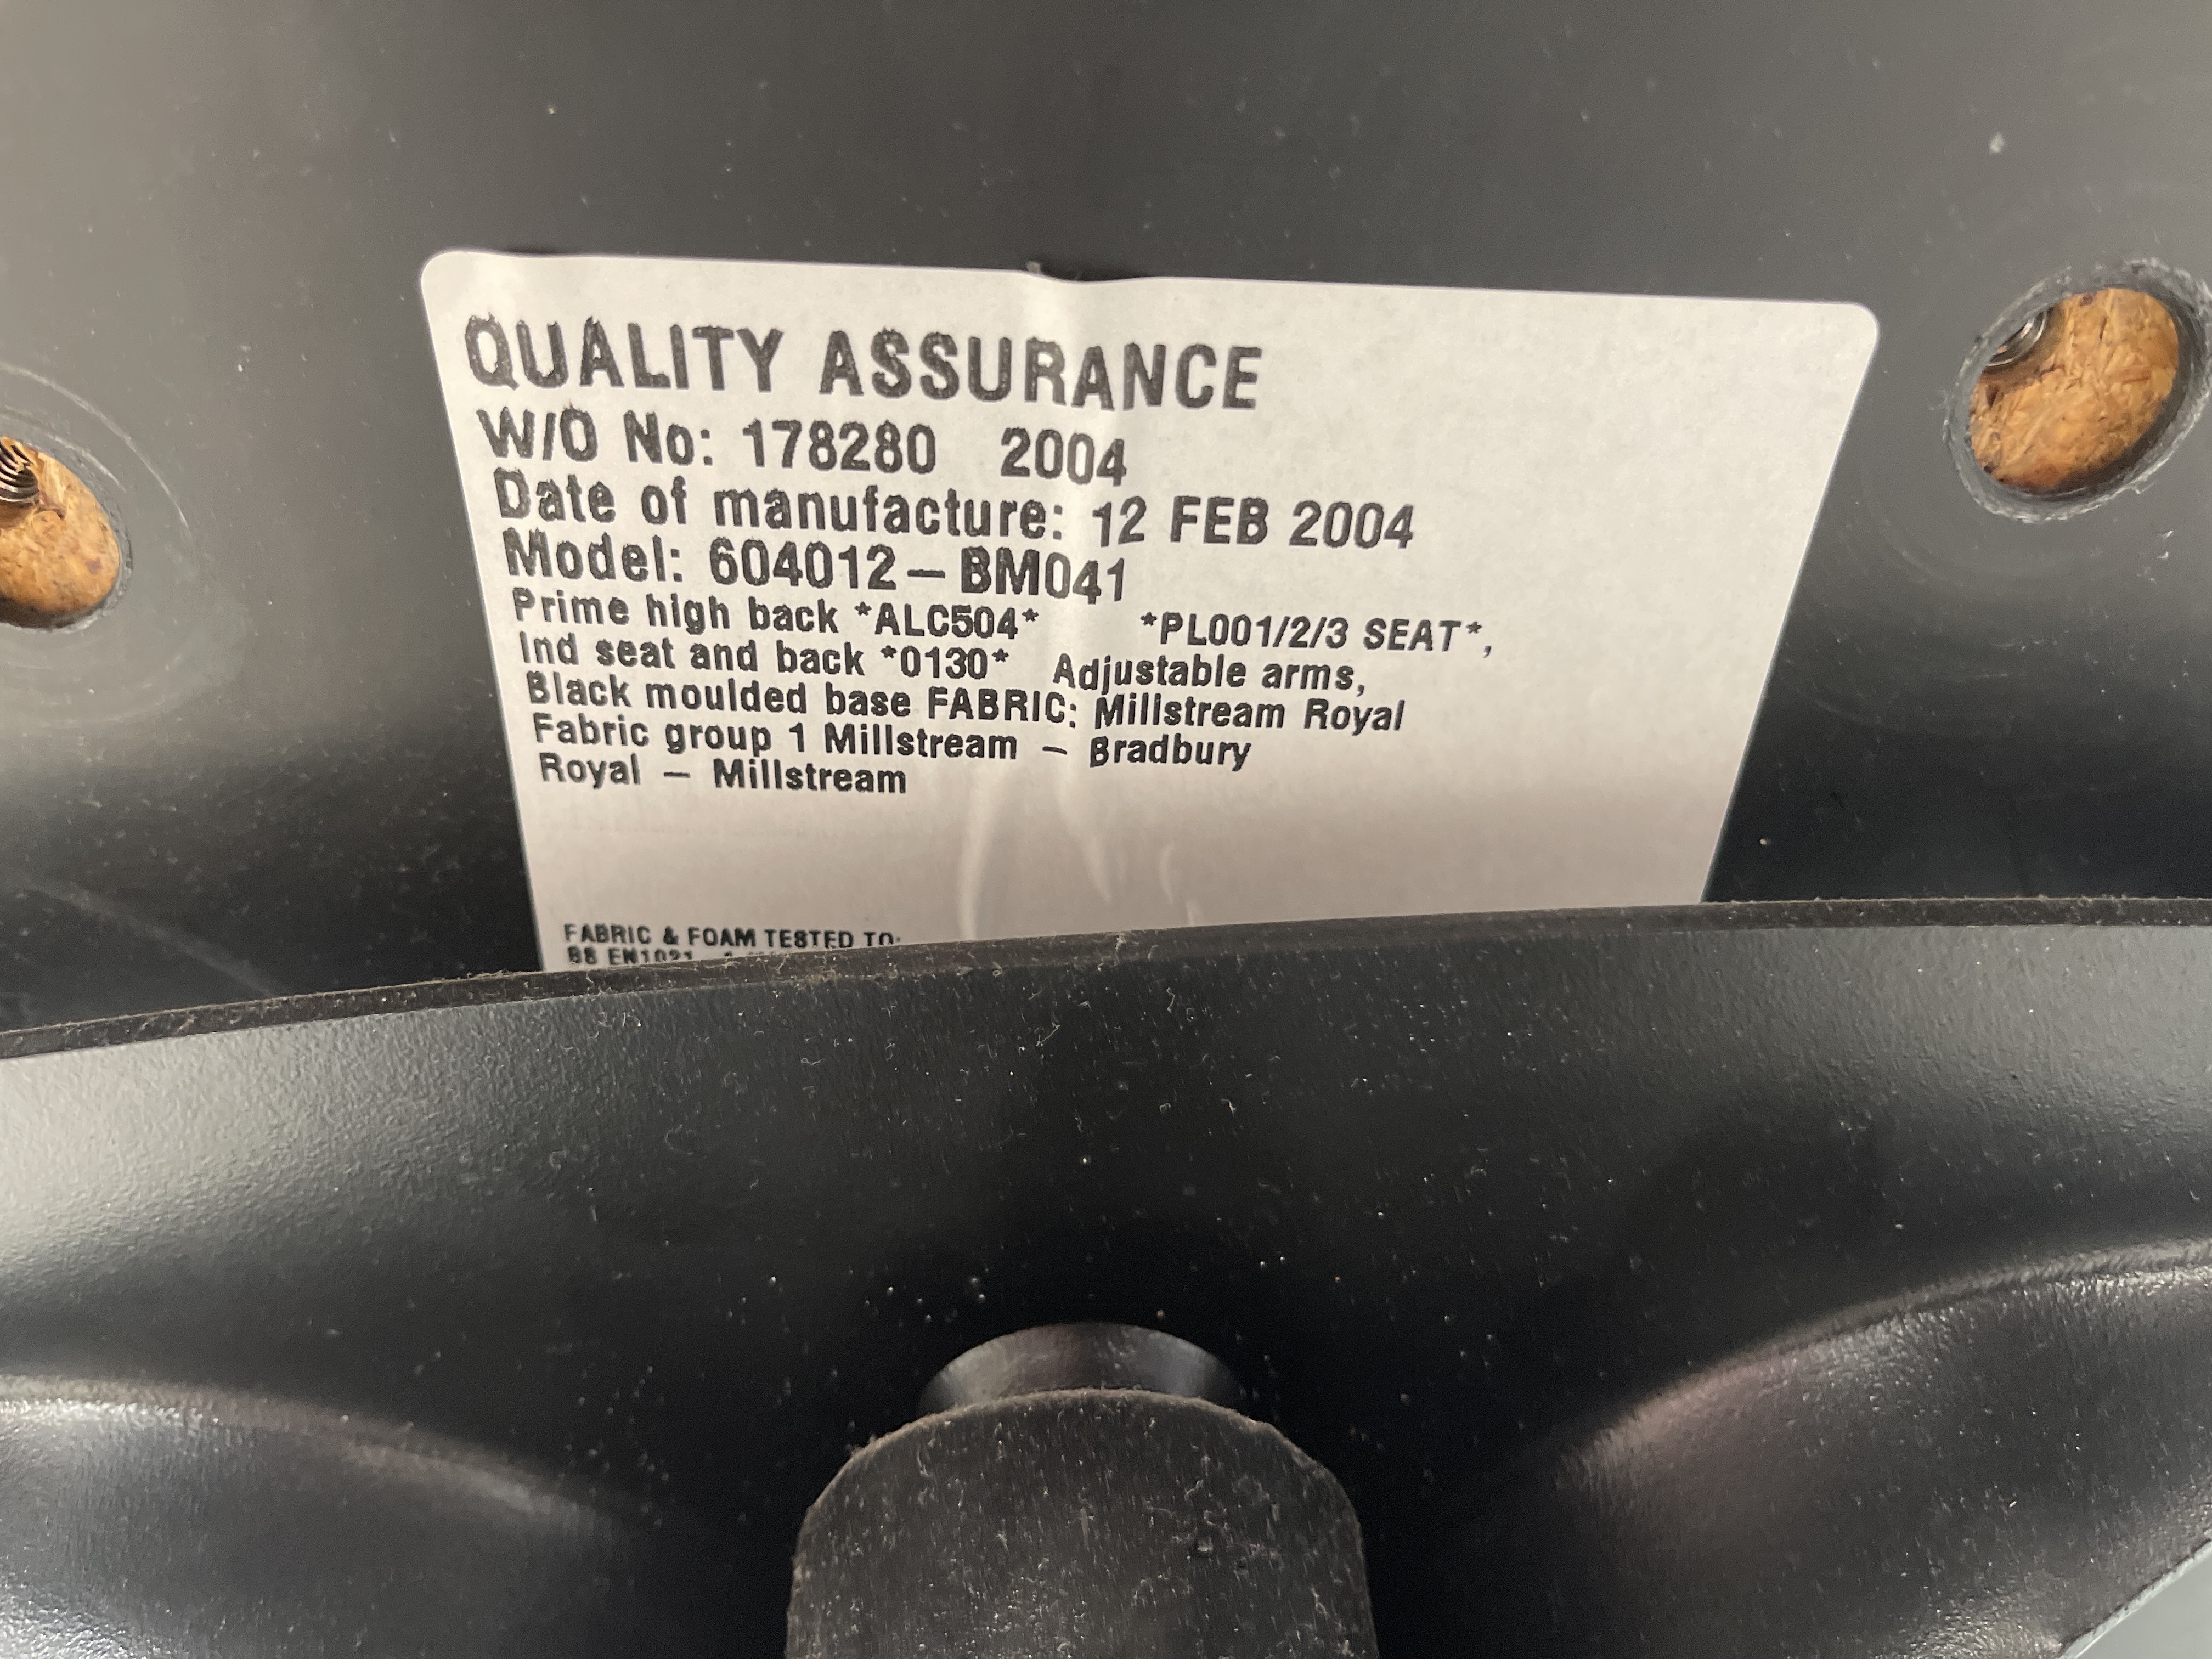 QUALITY ASSURANCE
W/O No: 178280 2004
Date of manufacture: 12 FEB 2004
Model: 604012-BM041
Prime high back *ALC504* *PL001/2/3 SEAT*,
Ind seat and back *0130* Adjustable arms,
Black moulded base FABRIC: Millstream Royal
Fabric group 1 Millstream - Bradbury
Royal - Millstream
FABRIC & FOAM TESTED TO:
BS EN1021